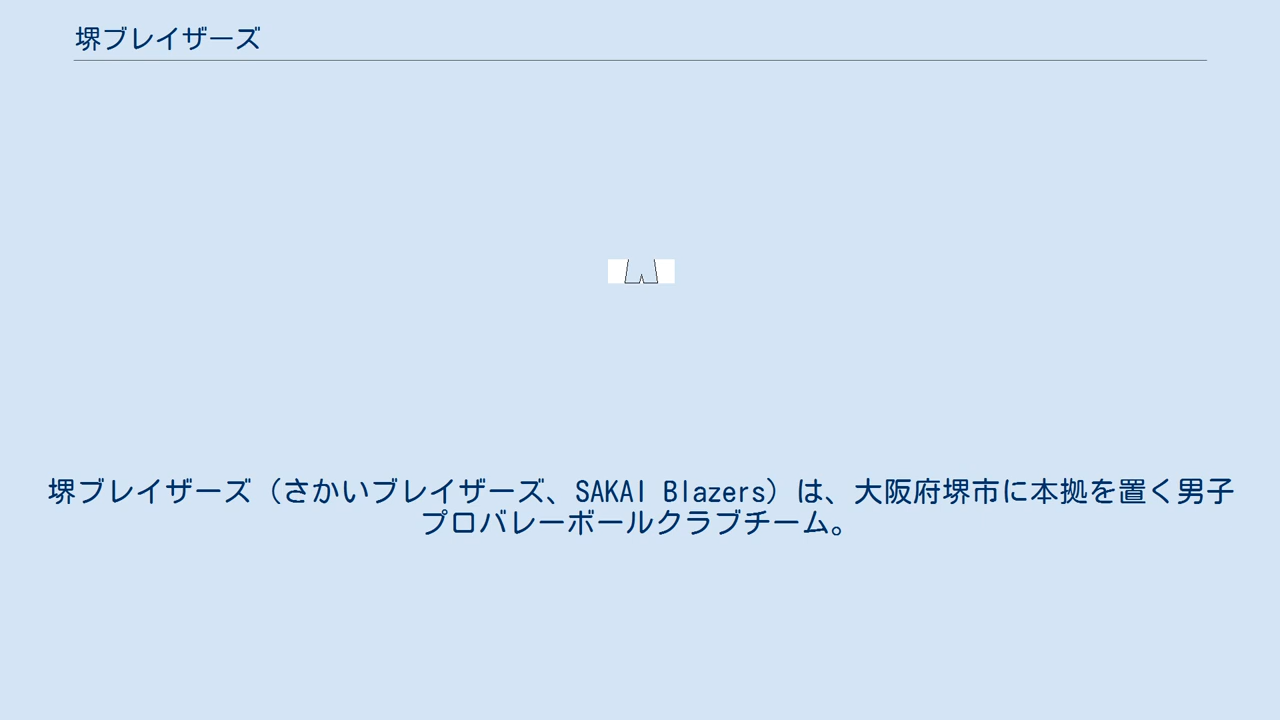 堺ブレイザーズ
堺ブレイザーズ（さかいブレイザーズ、SAKAI Blazers）は、大阪府堺市に本拠を置く男子
プロバレーボールクラブチーム。